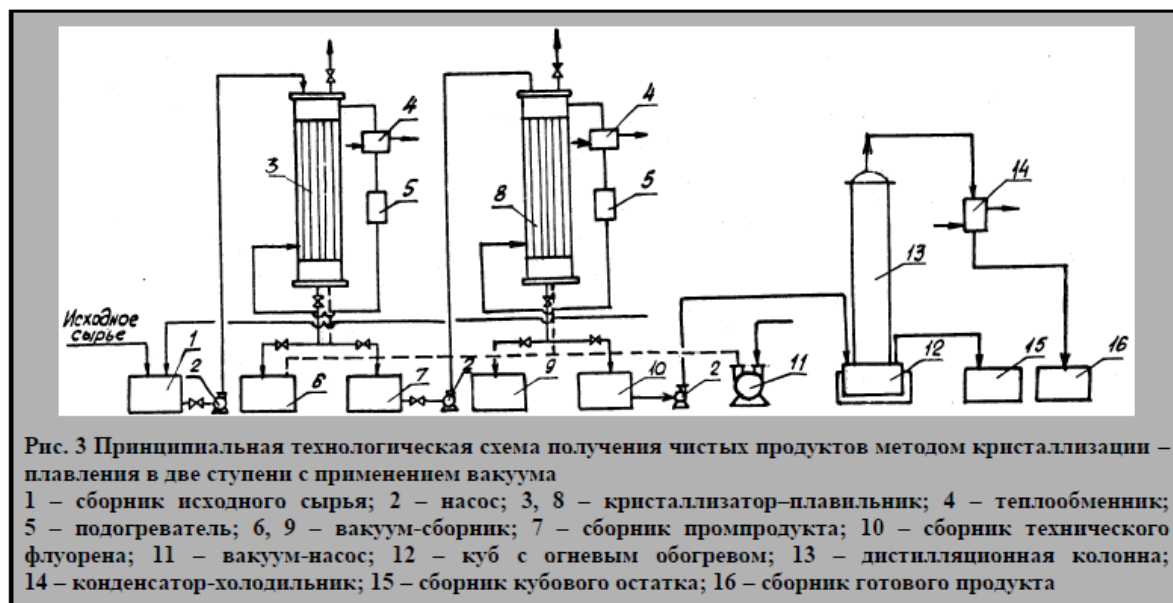 4
4
3
5
8
5
14
13
Исходное
сырье
1
2
6
7
2
9
10
2
11
12
15
16
Рис. 3 Принципиальная технологическая схема получения чистых продуктов методом кристаллизации –
плавления в две ступени с применением вакуума
1 – сборник исходного сырья; 2 – насос; 3, 8 – кристаллизатор–плавильник; 4 – теплообменник;
5 – подогреватель; 6, 9 – вакуум-сборник; 7 – сборник промпродукта; 10 – сборник технического
флуорена; 11 – вакуум-насос; 12 – куб с огневым обогревом; 13 – дистилляционная колонна;
14 – конденсатор-холодильник; 15 – сборник кубового остатка; 16 – сборник готового продукта